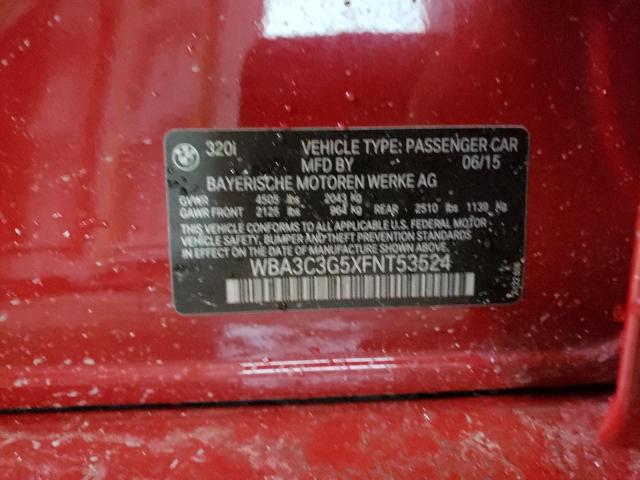 BMW
320i VEHICLE TYPE: PASSENGER CAR
MFD BY 06/15
BAYERISCHE MOTOREN WERKE AG
GVWR 4505 lbs 2043 kg
GAWR FRONT 2125 lbs 964 kg REAR 2510 lbs 1139 kg
THIS VEHICLE CONFORMS TO ALL APPLICABLE U.S. FEDERAL MOTOR
VEHICLE SAFETY, BUMPER AND THEFT PREVENTION STANDARDS IN
EFFECT ON THE DATE OF MANUFACTURE SHOWN ABOVE.
WBA3C3G5XFNT53524